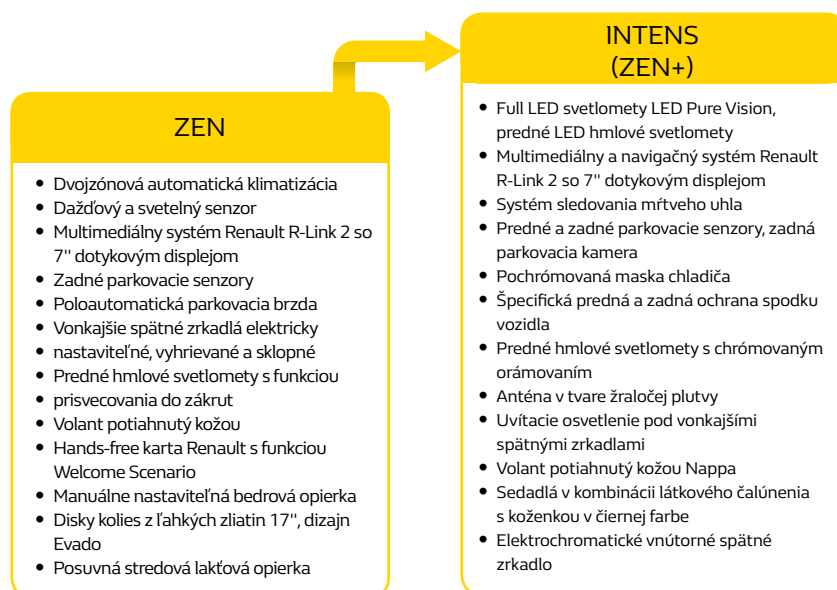 ZEN
• Dvojzónová automatická klimatizácia
• Dažďový a svetelný senzor
• Multimediálny systém Renault R-Link 2 so
7" dotykovým displejom
• Zadné parkovacie senzory
• Poloautomatická parkovacia brzda
• Vonkajšie spätné zrkadlá elektricky
• nastaviteľné, vyhrievané a sklopné
• Predné hmlové svetlomety s funkciou
• prisvecovania do zákrut
• Volant potiahnutý kožou
• Hands-free karta Renault s funkciou
Welcome Scenario
• Manuálne nastaviteľná bedrová opierka
• Disky kolies z ľahkých zliatin 17", dizajn
Evado
• Posuvná stredová lakťová opierka
INTENS
(ZEN+)
• Full LED svetlomety LED Pure Vision,
predné LED hmlové svetlomety
• Multimediálny a navigačný systém Renault
R-Link 2 so 7" dotykovým displejom
• Systém sledovania mŕtveho uhla
• Predné a zadné parkovacie senzory, zadná
parkovacia kamera
• Pochrómovaná maska chladiča
• Špecifická predná a zadná ochrana spodku
vozidla
• Predné hmlové svetlomety s chrómovaným
orámovaním
• Anténa v tvare žraločej plutvy
• Uvítacie osvetlenie pod vonkajšími
spätnými zrkadlami
• Volant potiahnutý kožou Nappa
• Sedadlá v kombinácii látkového čalúnenia
s koženkou v čiernej farbe
• Elektrochromatické vnútorné spätné
zrkadlo